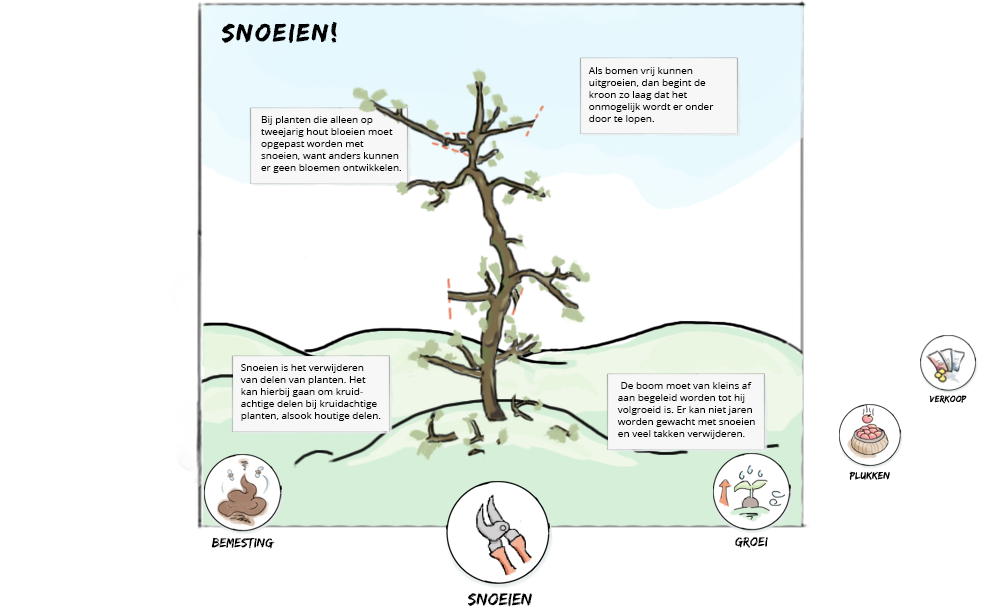 SNOEIEN!
Als bomen vrij kunnen
uitgroeien, dan begint de
kroon zo laag dat het
onmogelijk wordt er onder
door te lopen.
Bij planten die alleen op
tweejarig hout bloeien moet
opgepast worden met
snoeien, want anders kunnen
er geen bloemen ontwikkelen.
Snoeien is het verwijderen
van delen van planten. Het
kan hierbij gaan om kruid-
achtige delen bij kruidachtige
planten, alsook houtige delen.
De boom moet van kleins af
aan begeleid worden tot hij
volgroeid is. Er kan niet jaren
worden gewacht met snoeien
en veel takken verwijderen.
VERKOOP
PLUKKEN
BEMESTING
GROEI
SNOEIEN